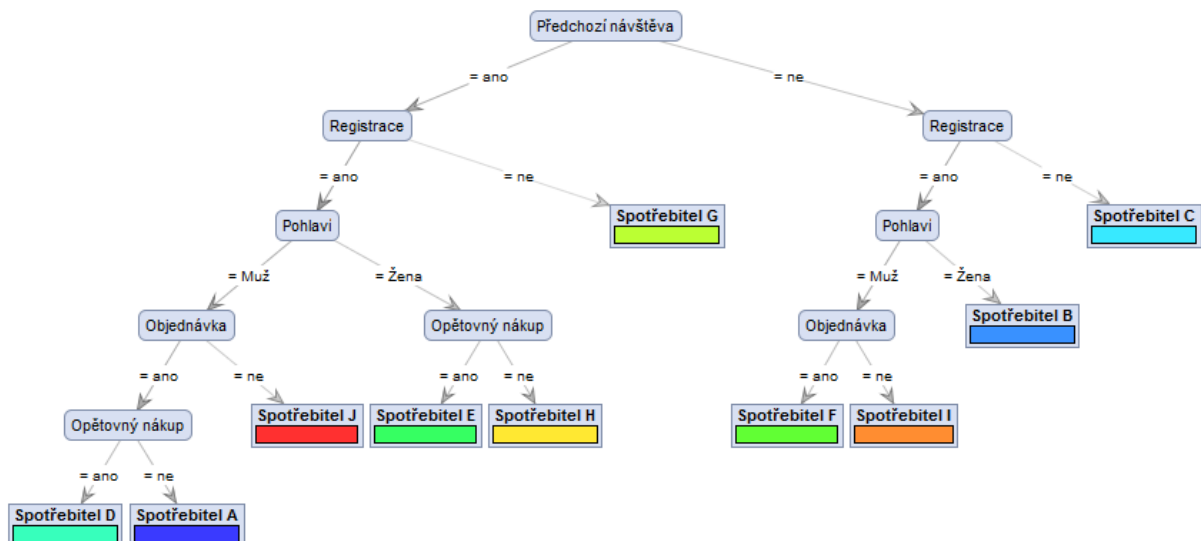 Předchozí návštěva
= ano
= ne
Registrace
Registrace
= ano
= ne
= ano
= ne
Pohlavi
Spotřebitel G
Pohlavi
Spotřebitel C
= Muž
= Žena
= Muž
= Žena
Objednávka
Opětovný nákup
Objednávka
Spotřebitel B
= ano
= ne
= ano
= ne
= ano
= ne
Opětovný nákup
Spotřebitel J
Spotřebitel E
Spotřebitel H
Spotřebitel F
Spotřebitel I
= ano
= ne
Spotřebitel D
Spotřebitel A